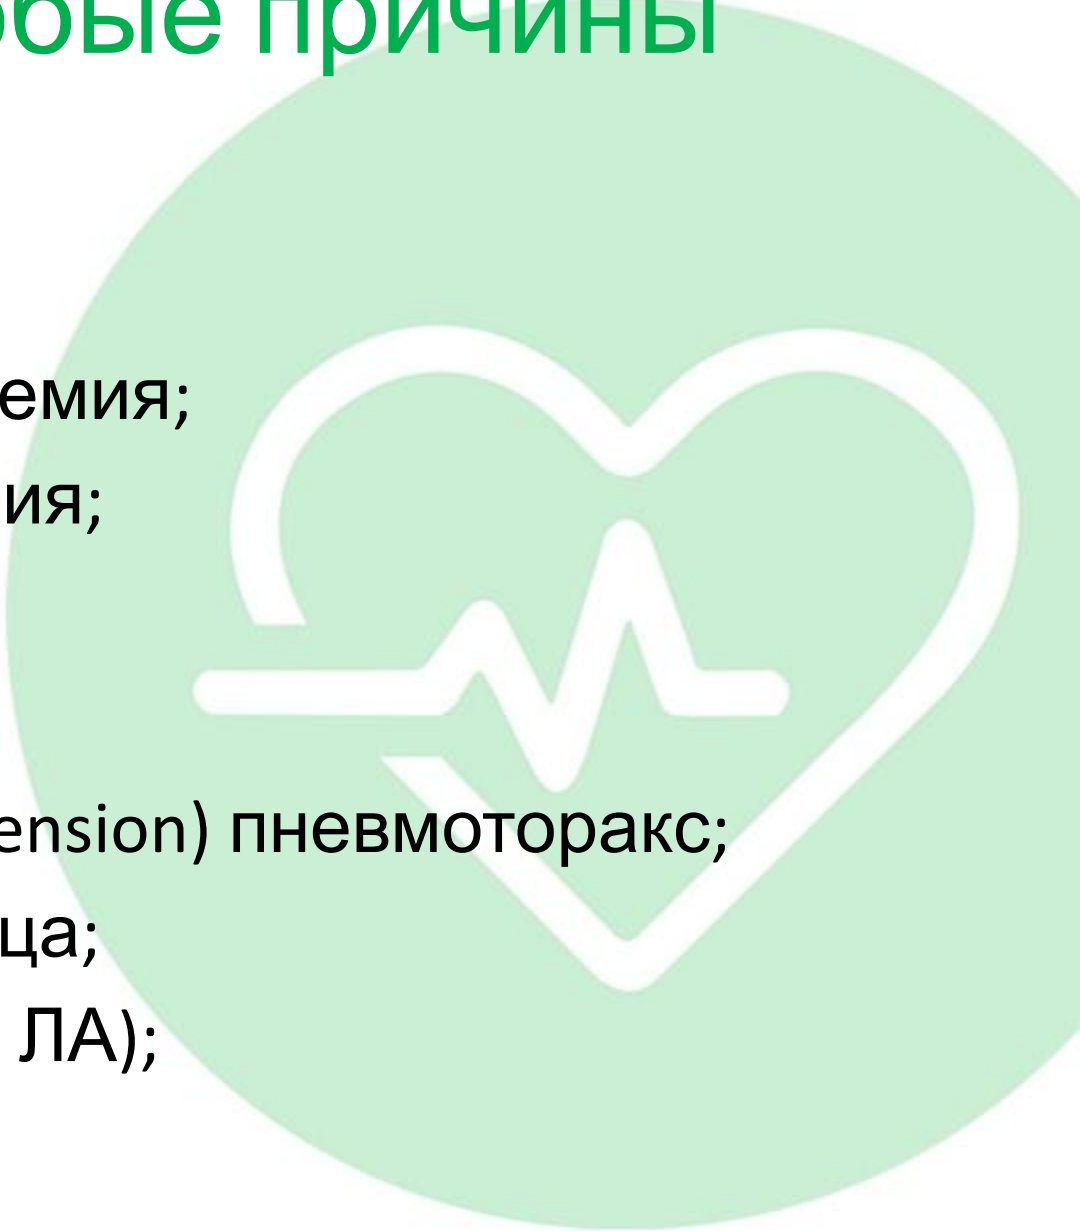 обые причины
емия;
ия;
ension) пневмоторакс;
ца;
ЛА);